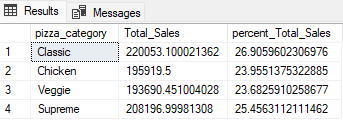 Results Messages
pizza_category Total_Sales percent_Total_Sales
1 Classic 220053.100021362 26.9059602306976
2 Chicken 195919.5 23.9551375322885
3 Veggie 193690.451004028 23.6825910258677
4 Supreme 208196.99981308 25.4563112111462